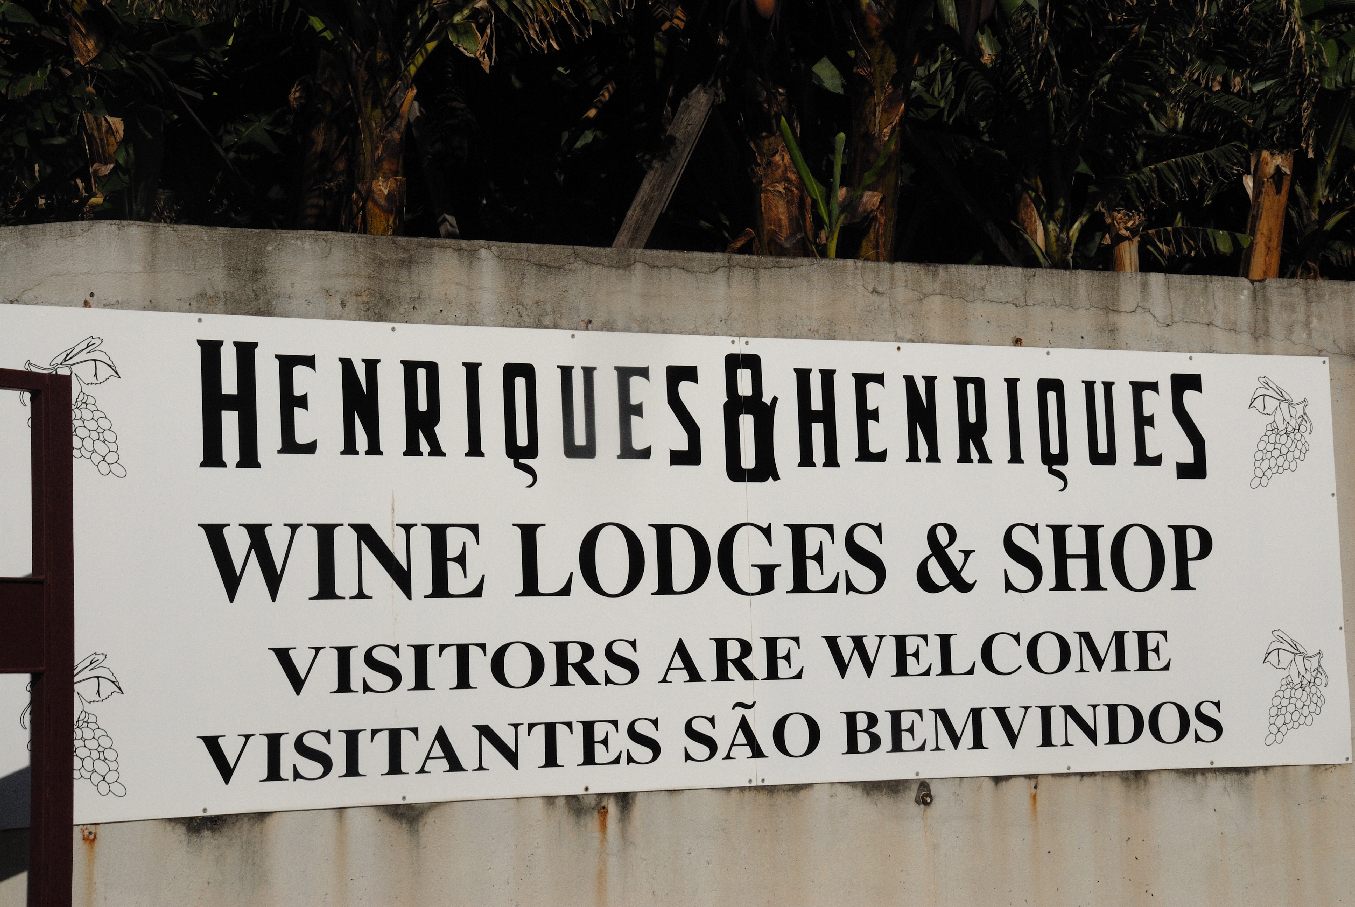 HENRIQUES&HENRIQUES
WINE LODGES & SHOP
VISITORS ARE WELCOME
VISITANTES SÃO BEMVINDOS